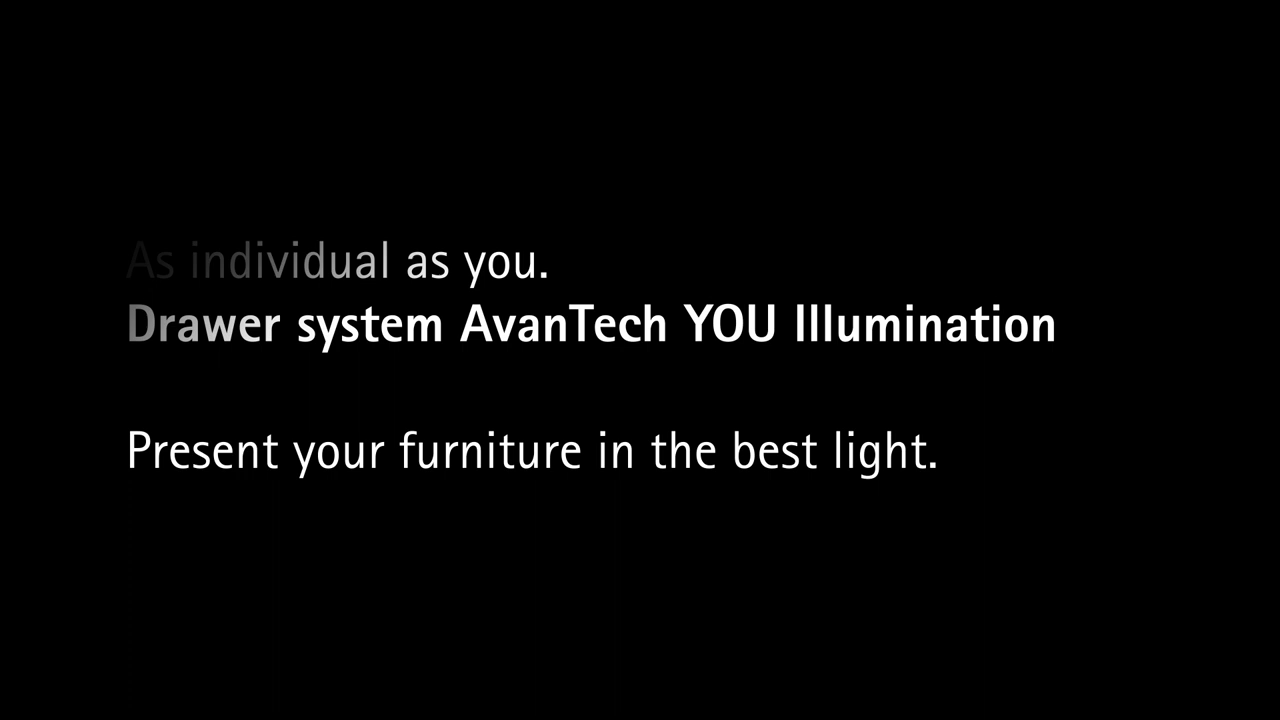 As individual as you.
Drawer system AvanTech YOU Illumination
Present your furniture in the best light.